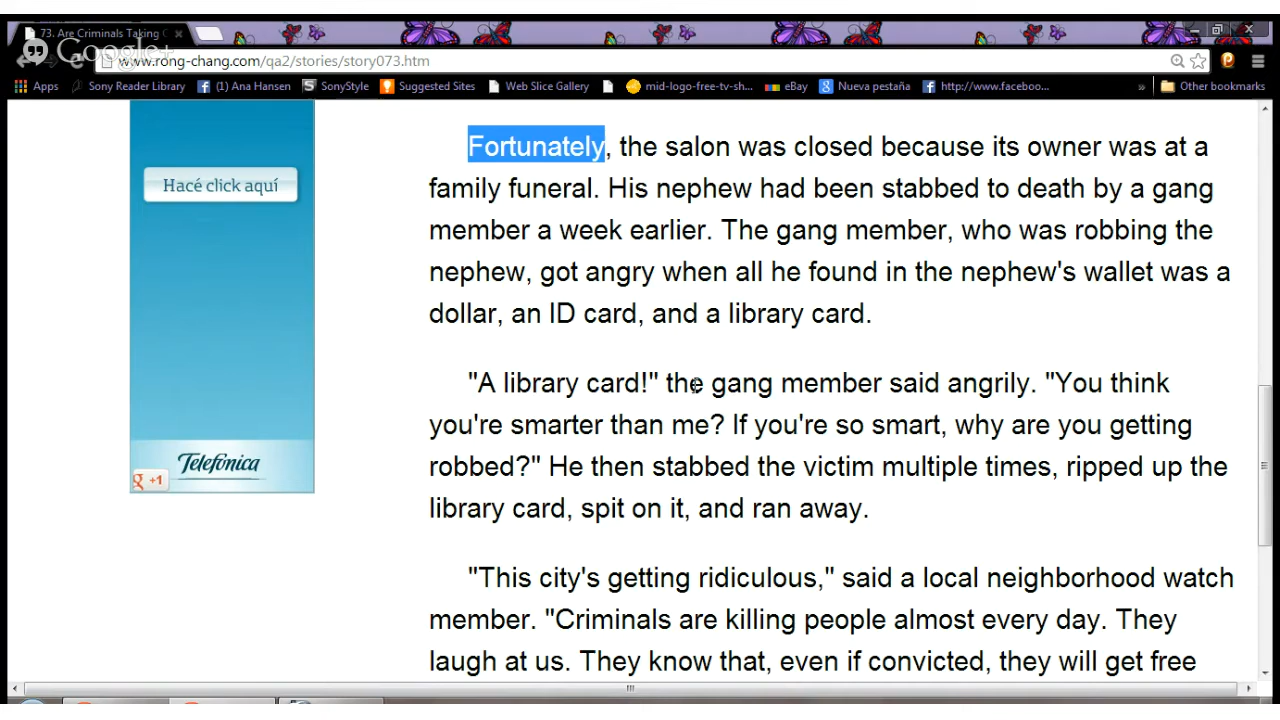 73. Are Criminals Taking
Google+
www.rong-chang.com/qa2/stories/story073.htm
Apps Sony Reader Library (1) Ana Hansen SonyStyle Suggested Sites Web Slice Gallery mid-logo-free-tv-sh... eBay Nueva pestaña http://www.faceboo... » Other bookmarks
Hacé click aquí
Telefónica
g +1
Fortunately, the salon was closed because its owner was at a
family funeral. His nephew had been stabbed to death by a gang
member a week earlier. The gang member, who was robbing the
nephew, got angry when all he found in the nephew's wallet was a
dollar, an ID card, and a library card.
"A library card!" the gang member said angrily. "You think
you're smarter than me? If you're so smart, why are you getting
robbed?" He then stabbed the victim multiple times, ripped up the
library card, spit on it, and ran away.
"This city's getting ridiculous," said a local neighborhood watch
member. "Criminals are killing people almost every day. They
laugh at us. They know that, even if convicted, they will get free